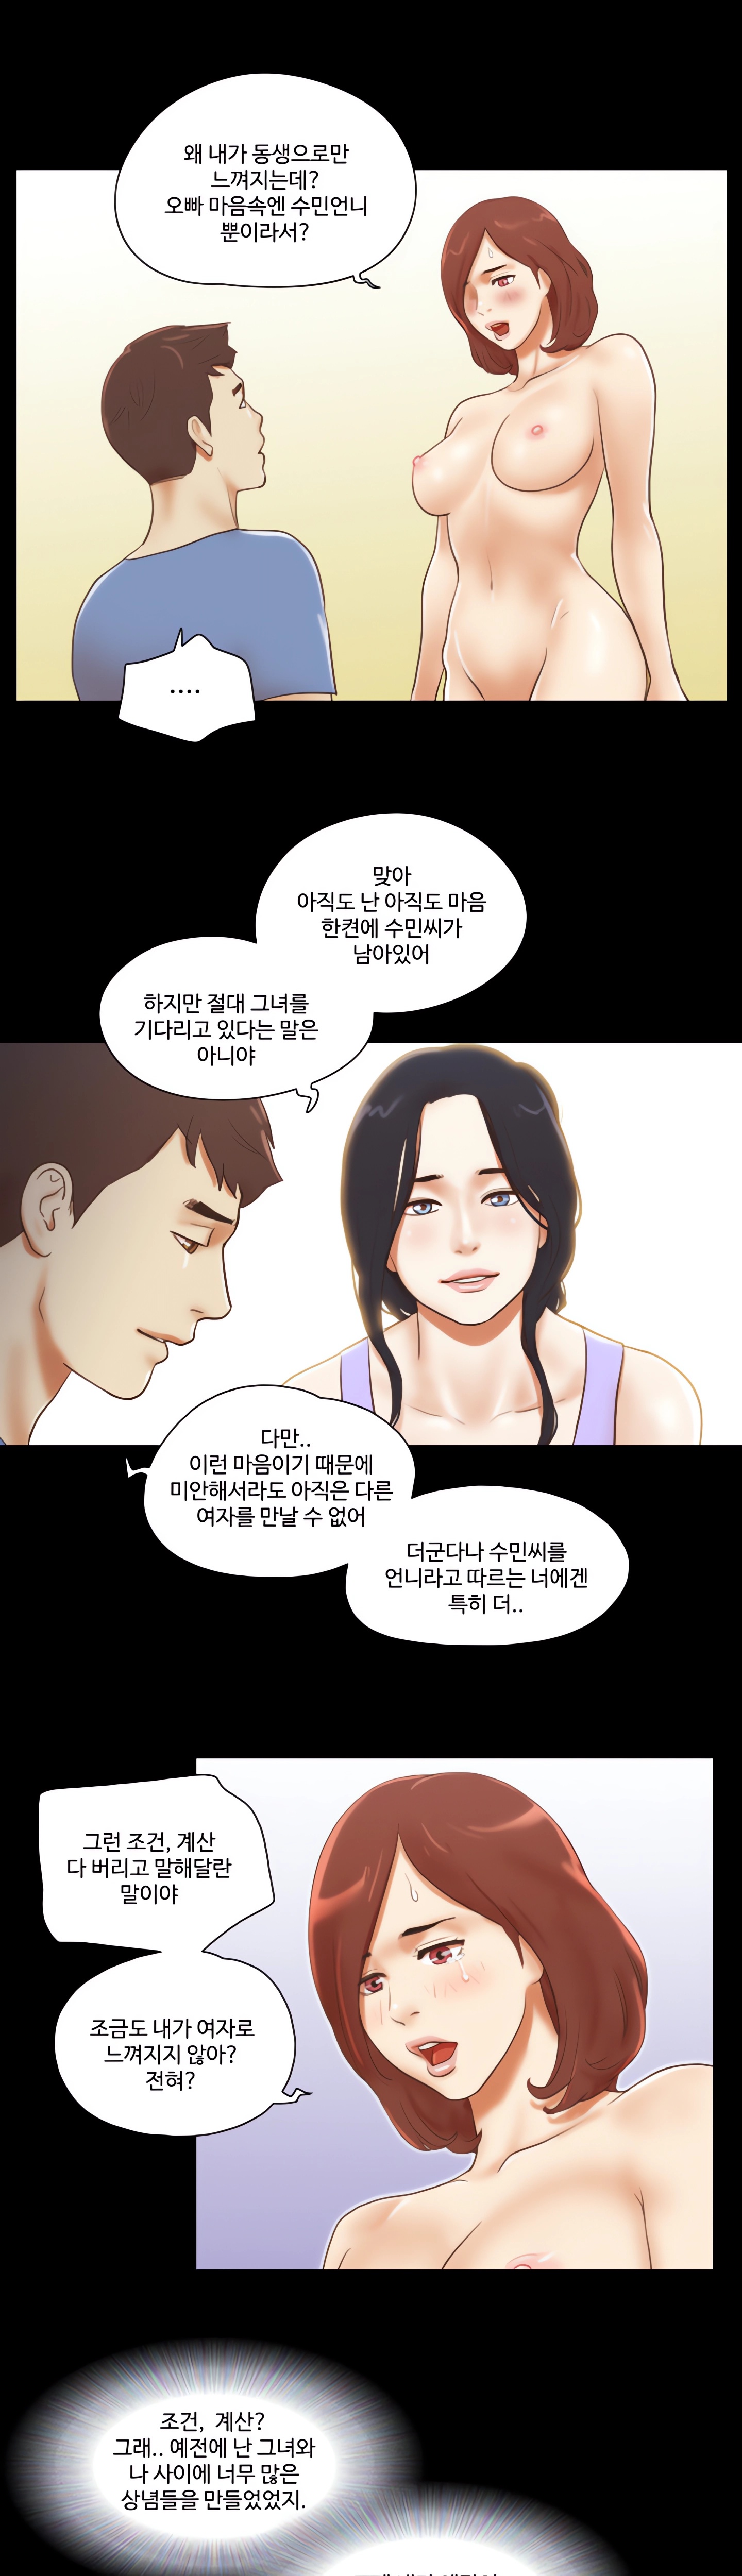 왜 내가 동생으로만
느껴지는데?
오빠 마음속엔 수민언니
뿐이라서?
....
맞아
아직도 난 아직도 마음
한켠에 수민씨가
남아있어
하지만 절대 그녀를
기다리고 있다는 말은
아니야
다만..
이런 마음이기 때문에
미안해서라도 아직은 다른
여자를 만날 수 없어
더군다나 수민씨를
언니라고 따르는 너에겐
특히 더..
그런 조건, 계산
다 버리고 말해달란
말이야
조금도 내가 여자로
느껴지지 않아?
전혀?
조건, 계산?
그래.. 예전에 난 그녀와
나 사이에 너무 많은
상념들을 만들었었지.